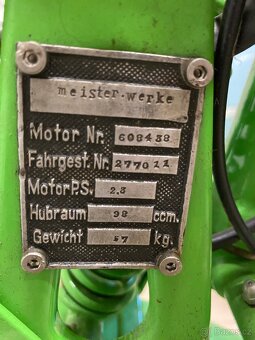 meister-werke
Motor Nr. 608438
Fahrgest. Nr. 277011
Motor P.S. 2.3
Hubraum 98 ccm.
Gewicht 57 kg.